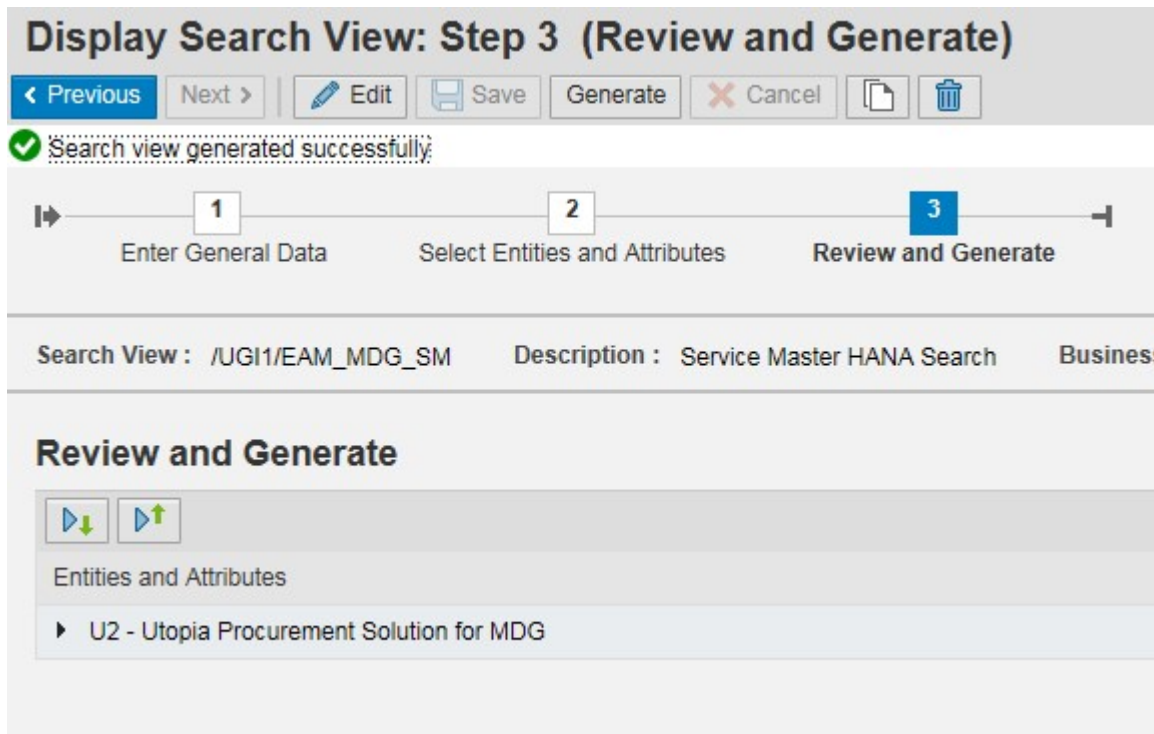 Display Search View: Step 3 (Review and Generate)
Previous Next Edit Save Generate Cancel
Search view generated successfully
1 2 3
Enter General Data Select Entities and Attributes Review and Generate
Search View : /UGI1/EAM_MDG_SM Description : Service Master HANA Search Business
Review and Generate
Entities and Attributes
U2 - Utopia Procurement Solution for MDG